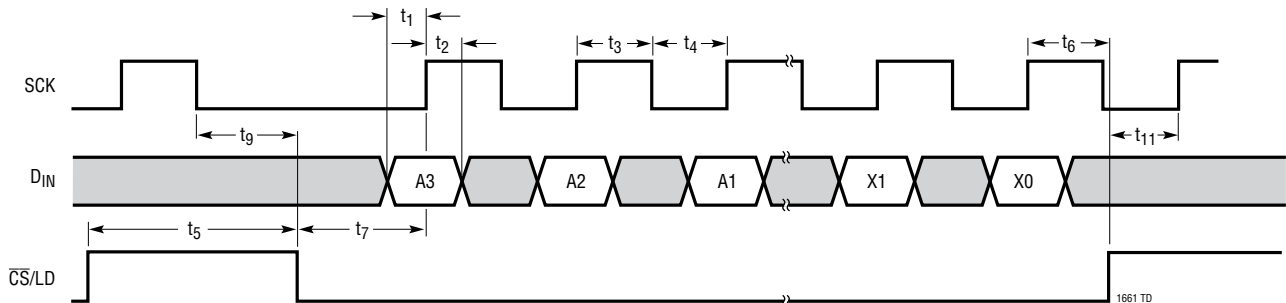 t1
t2
t3
t4
t6
SCK
t9
t11
DIN
A3
A2
A1
X1
X0
t5
t7
CS/LD
1661 TD